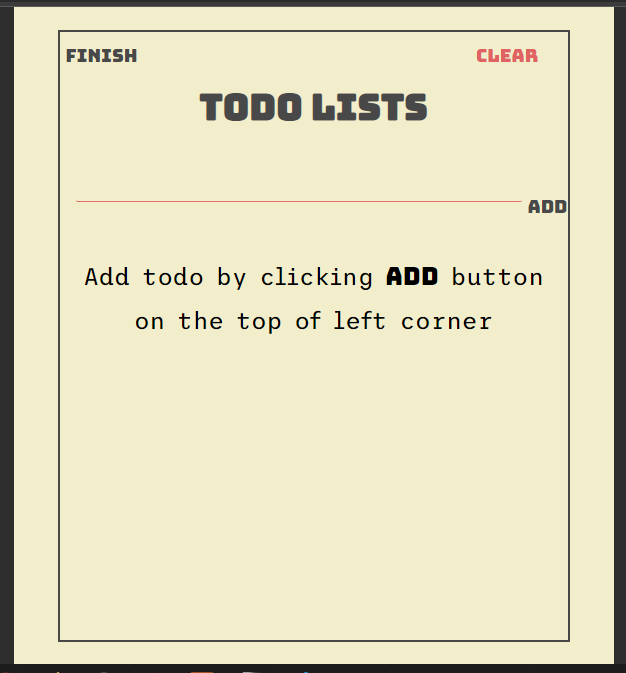 FINISH CLEAR
TODO LISTS
ADD
Add todo by clicking ADD button
on the top of left corner